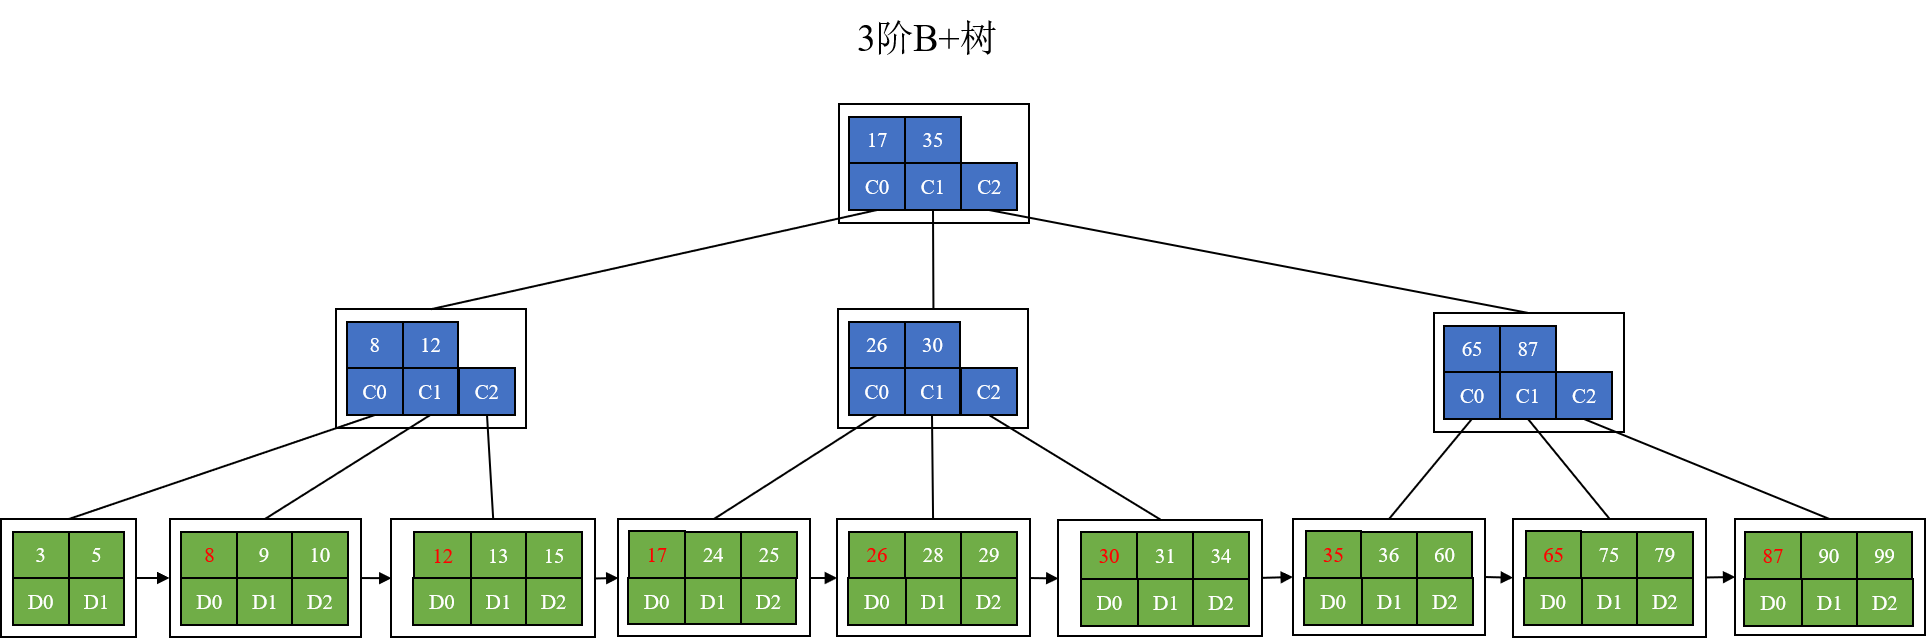 3阶B+树
17 35
C0 C1 C2
8 12
C0 C1 C2
26 30
C0 C1 C2
65 87
C0 C1 C2
3 5
D0 D1
8 9 10
D0 D1 D2
12 13 15
D0 D1 D2
17 24 25
D0 D1 D2
26 28 29
D0 D1 D2
30 31 34
D0 D1 D2
35 36 60
D0 D1 D2
65 75 79
D0 D1 D2
87 90 99
D0 D1 D2